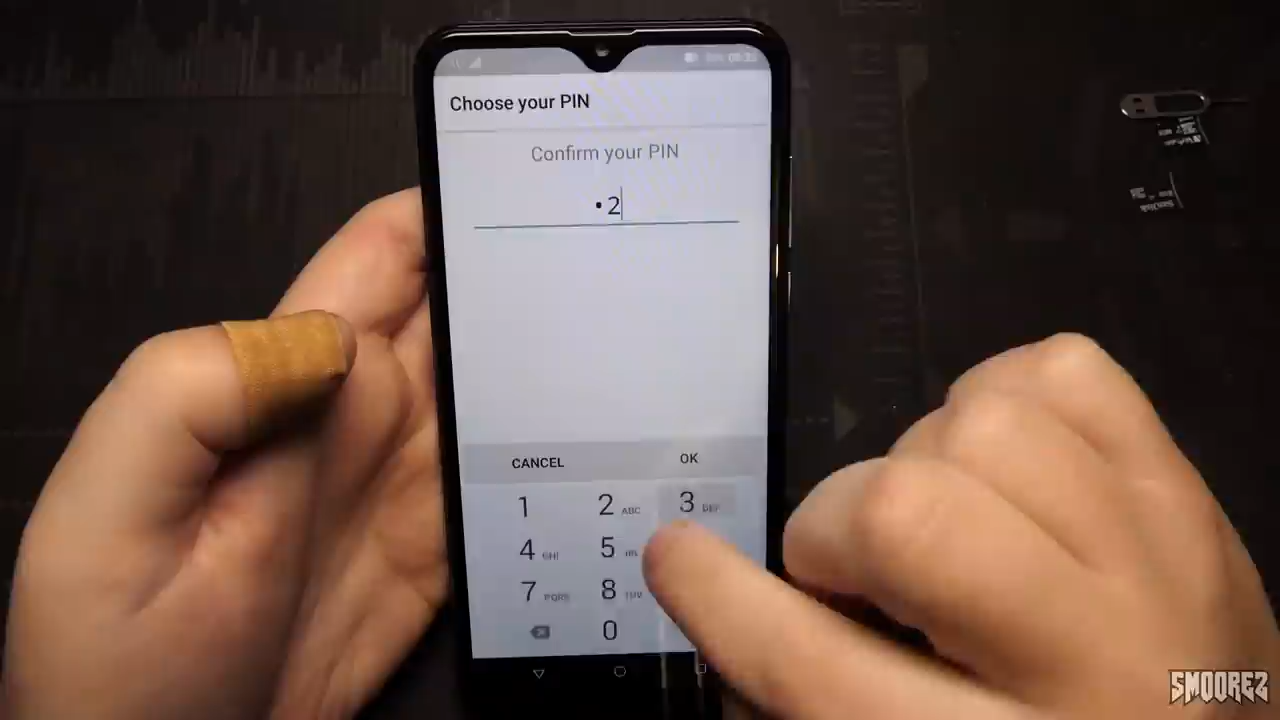 Choose your PIN
Confirm your PIN
•2
CANCEL OK
1 2 ABC 3 DEF
4 GHI 5
7 PQRS 8 TUV
0
SMOOREZ